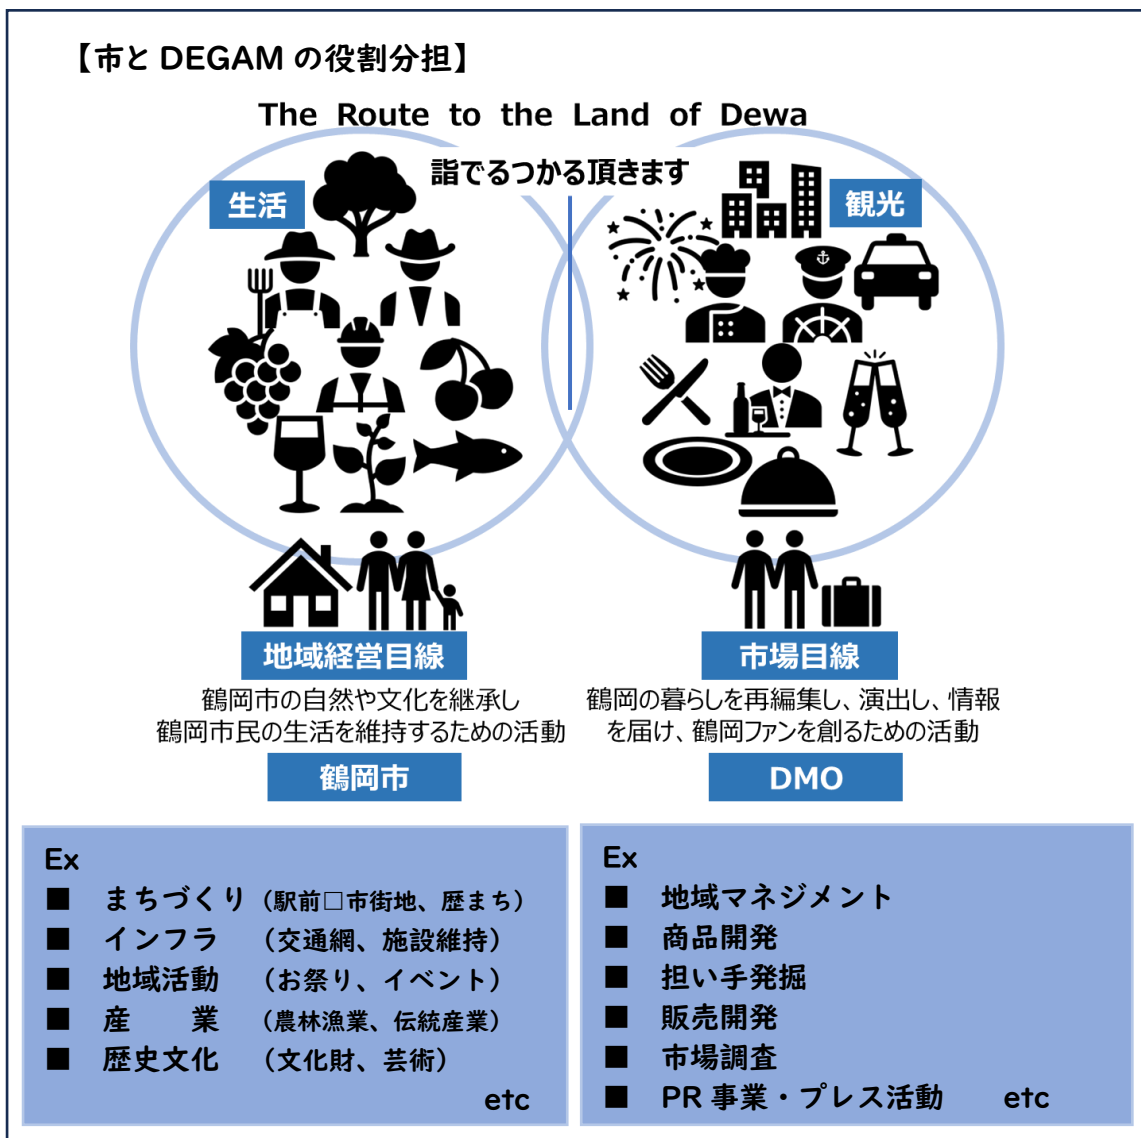 【市と DEGAM の役割分担】
The Route to the Land of Dewa
詣でるつかる頂きます
生活
観光
地域経営目線
鶴岡市の自然や文化を継承し
鶴岡市民の生活を維持するための活動
鶴岡市
市場目線
鶴岡の暮らしを再編集し、演出し、情報
を届け、鶴岡ファンを創るための活動
DMO
Ex
■ まちづくり（駅前□市街地、歴まち）
■ インフラ （交通網、施設維持）
■ 地域活動 （お祭り、イベント）
■ 産　　業 （農林漁業、伝統産業）
■ 歴史文化 （文化財、芸術）
etc
Ex
■ 地域マネジメント
■ 商品開発
■ 担い手発掘
■ 販売開発
■ 市場調査
■ PR 事業・プレス活動 etc